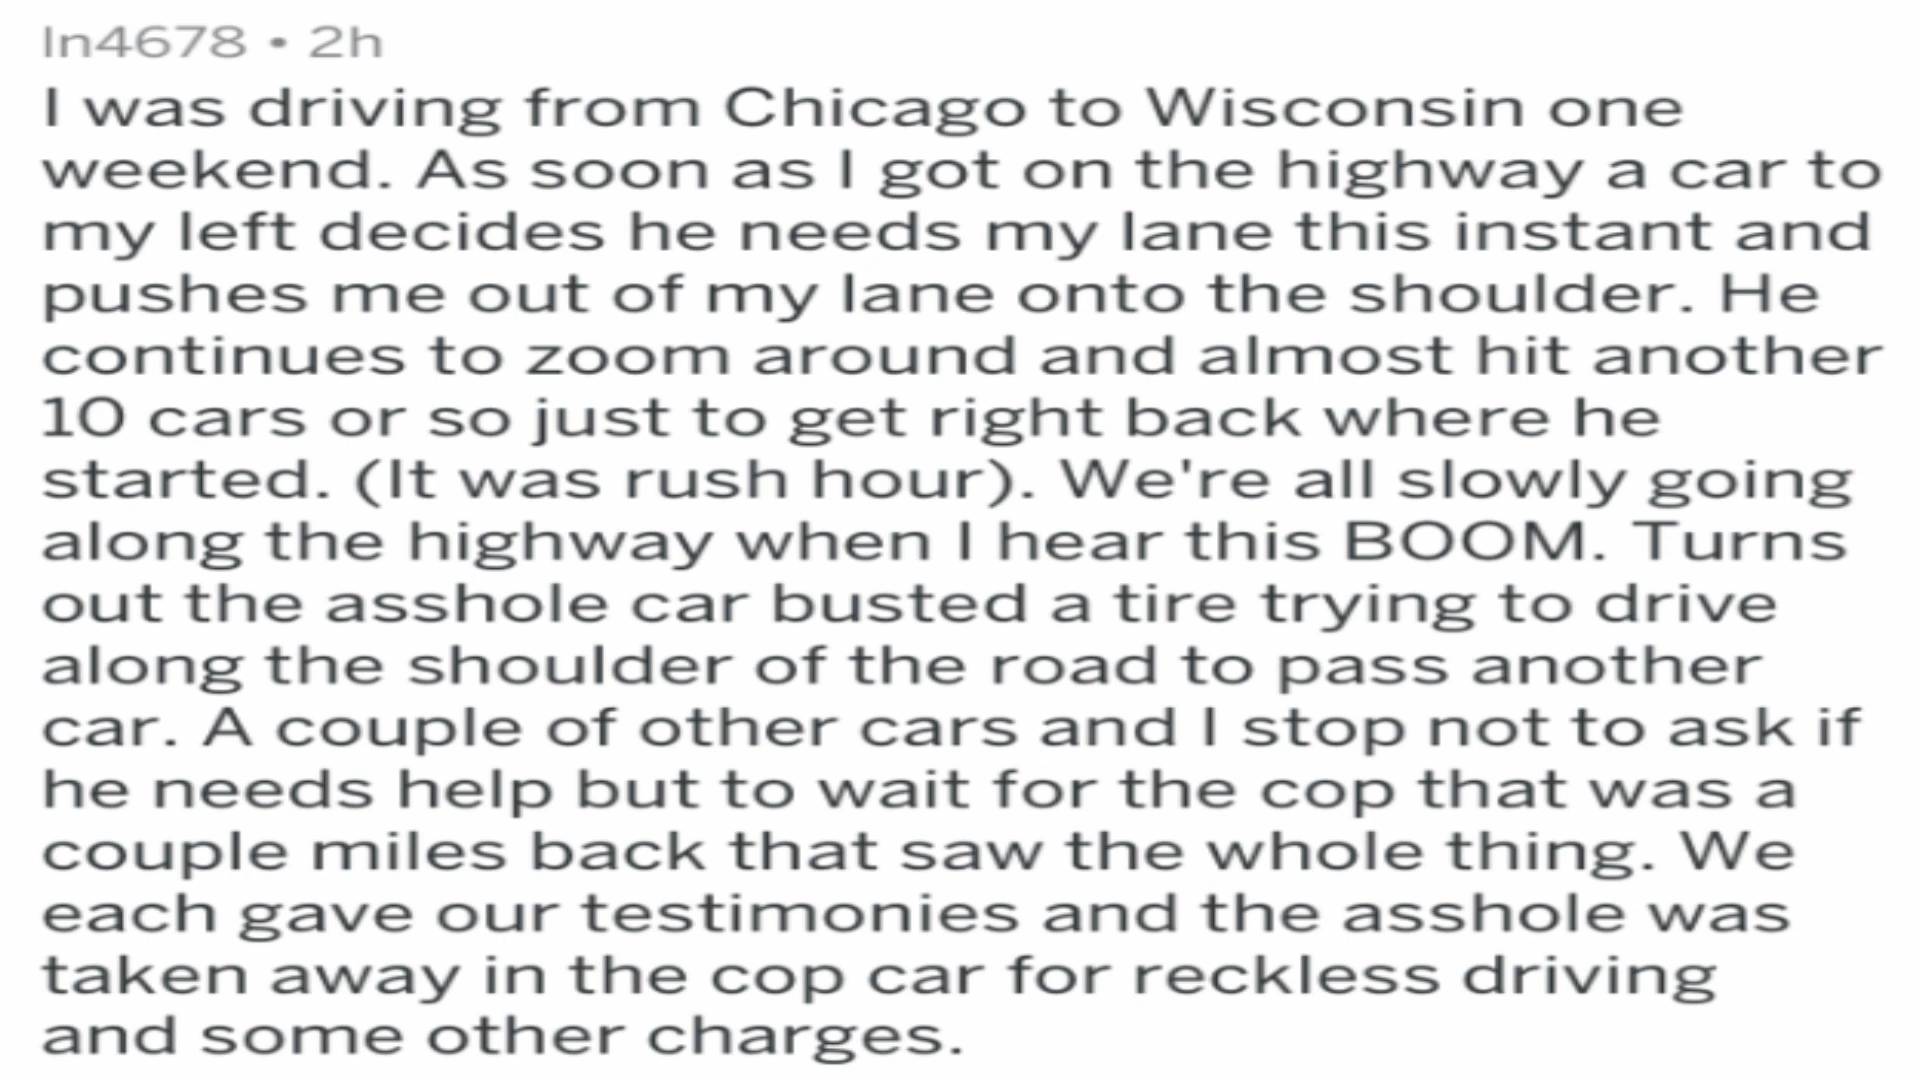 In4678 • 2h
I was driving from Chicago to Wisconsin one
weekend. As soon as I got on the highway a car to
my left decides he needs my lane this instant and
pushes me out of my lane onto the shoulder. He
continues to zoom around and almost hit another
10 cars or so just to get right back where he
started. (It was rush hour). We're all slowly going
along the highway when I hear this BOOM. Turns
out the asshole car busted a tire trying to drive
along the shoulder of the road to pass another
car. A couple of other cars and I stop not to ask if
he needs help but to wait for the cop that was a
couple miles back that saw the whole thing. We
each gave our testimonies and the asshole was
taken away in the cop car for reckless driving
and some other charges.